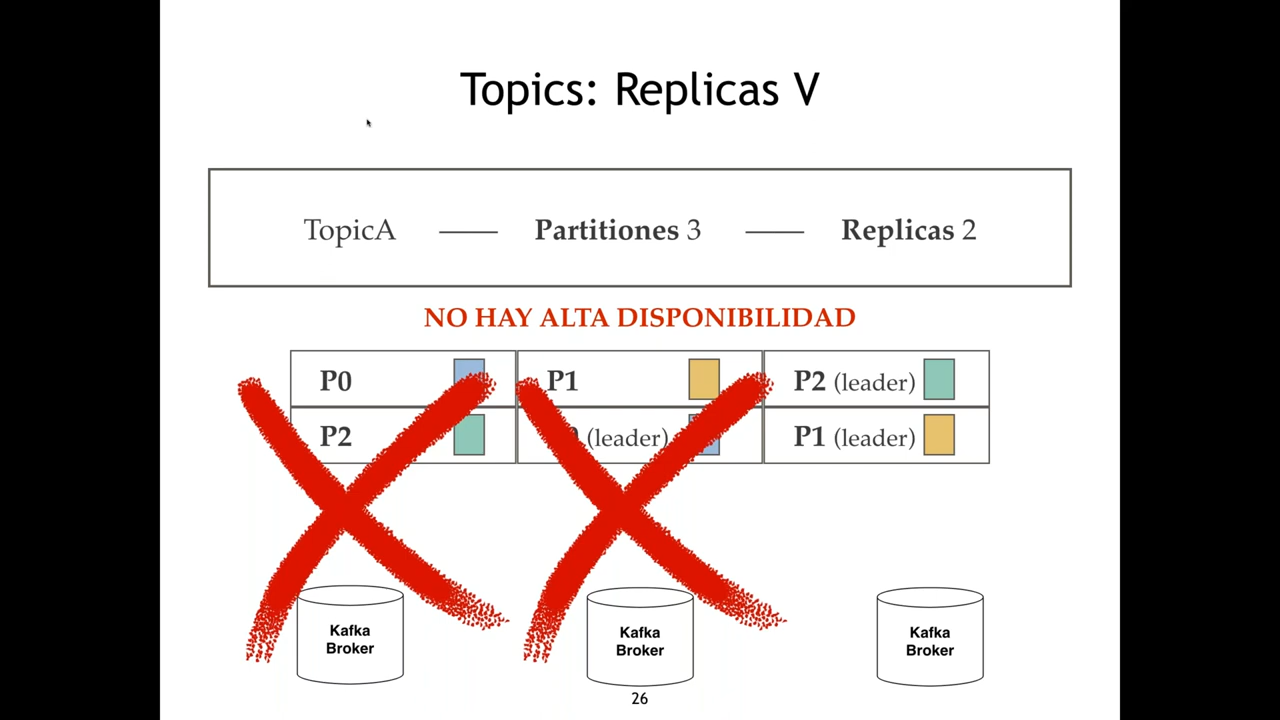 Topics: Replicas V
TopicA — Partitiones 3 — Replicas 2
NO HAY ALTA DISPONIBILIDAD
P0 P1 P2 (leader)
P2 (leader) P1 (leader)
Kafka Broker
Kafka Broker
Kafka Broker
26